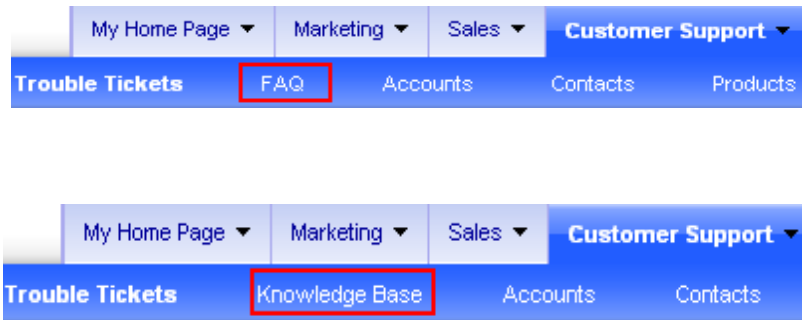 My Home Page Marketing Sales Customer Support
Trouble Tickets FAQ Accounts Contacts Products
My Home Page Marketing Sales Customer Support
Trouble Tickets Knowledge Base Accounts Contacts